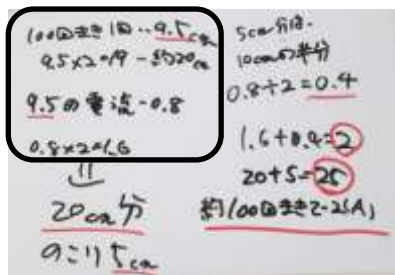 100回まき1回‥9.5cm
9.5×2=19-約20cm
9.5の電流-0.8
0.8×2=1.6
20cm分
のこり5cm
5cm分は、
10cmの半分
0.8÷2=0.4
1.6+0.4=2
20+5=25
約100回まきで-2